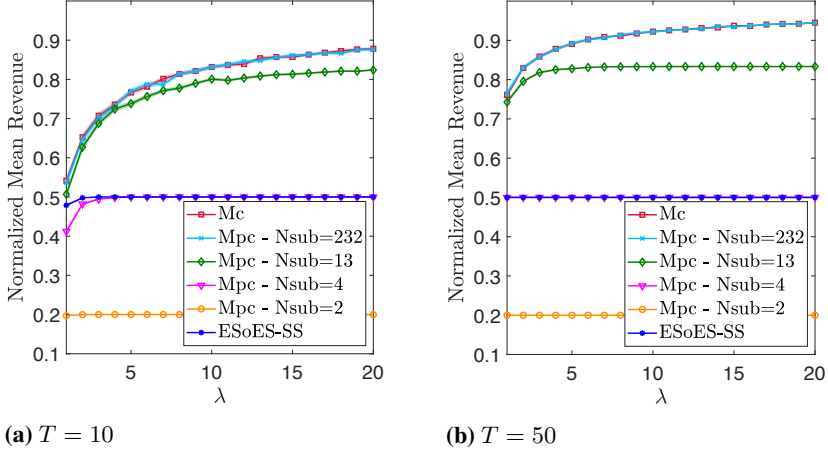 Normalized Mean Revenue
0.9
0.8
0.7
0.6
0.5
0.4
0.3
0.2
0.1
Mc
Mpc - Nsub=232
Mpc - Nsub=13
Mpc - Nsub=4
Mpc - Nsub=2
ESoES-SS
5 10 15 20
λ
(a) T = 10
Normalized Mean Revenue
0.9
0.8
0.7
0.6
0.5
0.4
0.3
0.2
0.1
Mc
Mpc - Nsub=232
Mpc - Nsub=13
Mpc - Nsub=4
Mpc - Nsub=2
ESoES-SS
5 10 15 20
λ
(b) T = 50